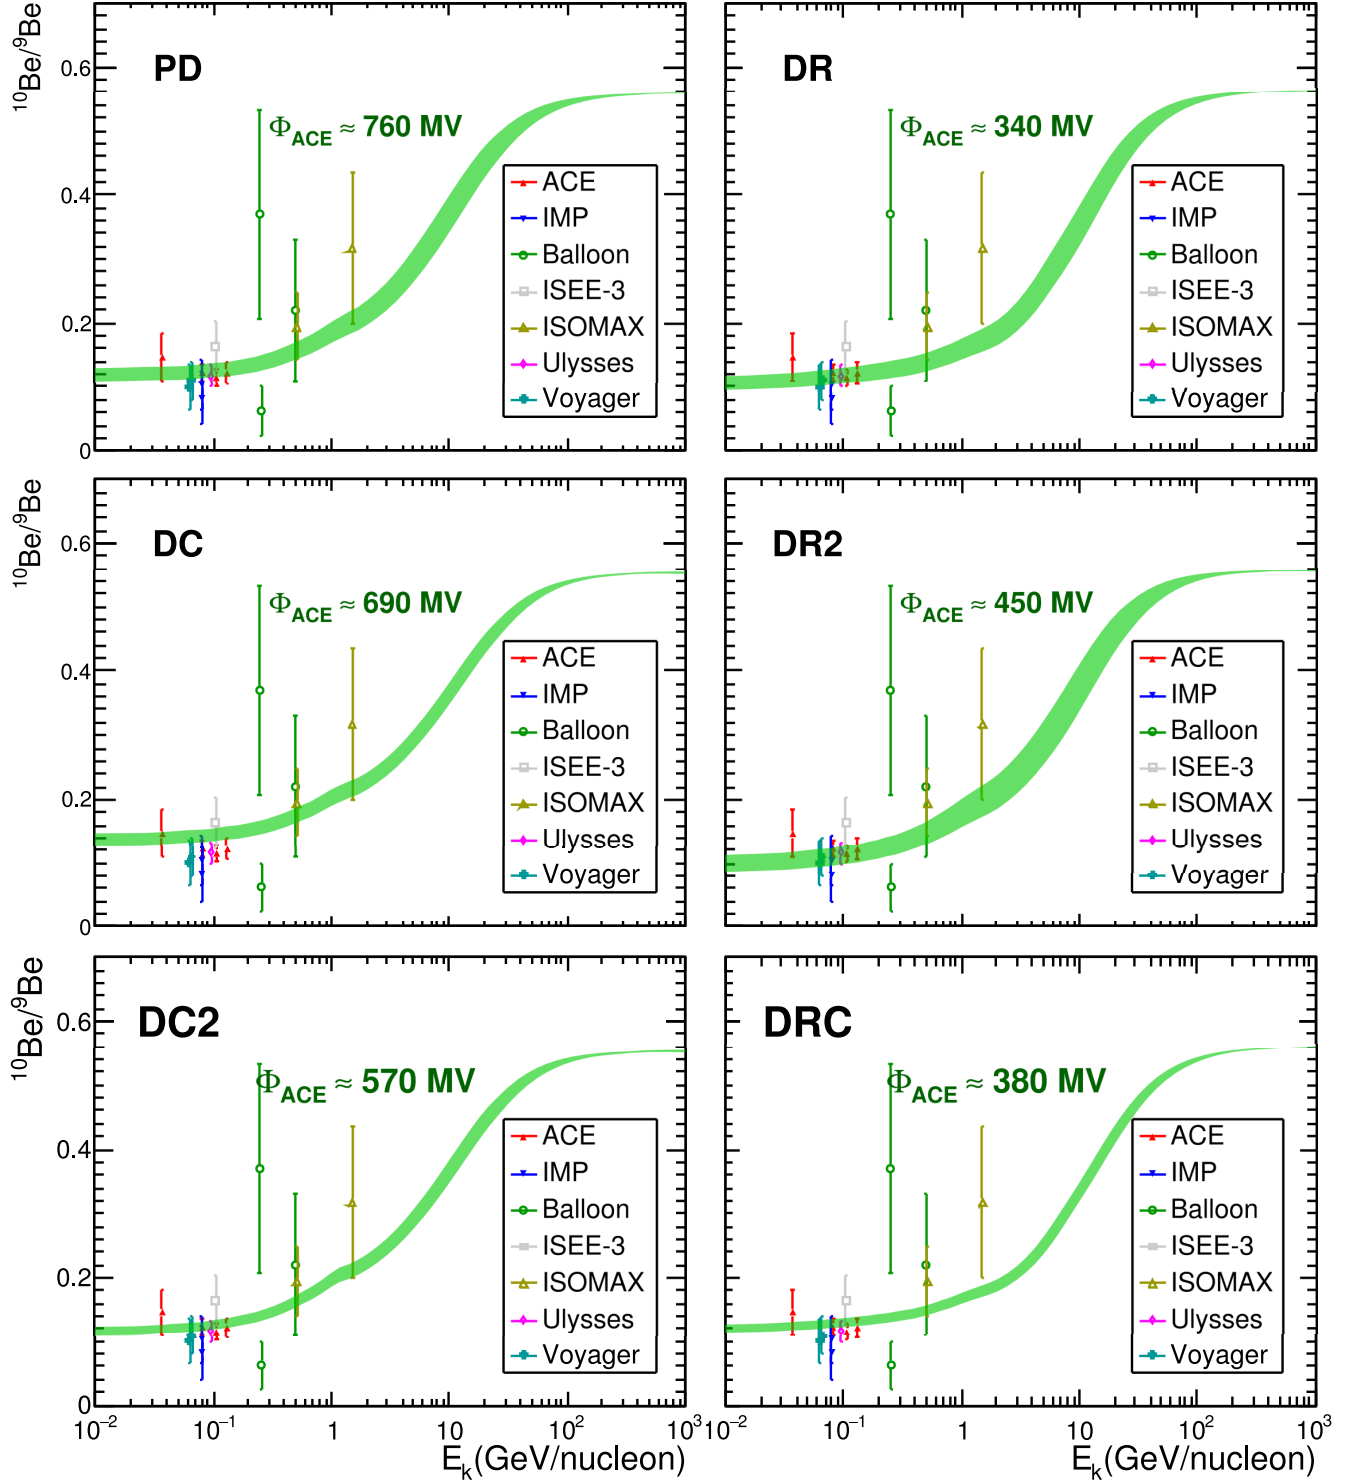 ¹⁰Be/⁹Be
0.6
0.4
0.2
0
PD
Φ_ACE ≈ 760 MV
ACE
IMP
Balloon
ISEE-3
ISOMAX
Ulysses
Voyager
DR
Φ_ACE ≈ 340 MV
ACE
IMP
Balloon
ISEE-3
ISOMAX
Ulysses
Voyager
¹⁰Be/⁹Be
0.6
0.4
0.2
0
DC
Φ_ACE ≈ 690 MV
ACE
IMP
Balloon
ISEE-3
ISOMAX
Ulysses
Voyager
DR2
Φ_ACE ≈ 450 MV
ACE
IMP
Balloon
ISEE-3
ISOMAX
Ulysses
Voyager
¹⁰Be/⁹Be
0.6
0.4
0.2
0
DC2
Φ_ACE ≈ 570 MV
ACE
IMP
Balloon
ISEE-3
ISOMAX
Ulysses
Voyager
10⁻² 10⁻¹ 1 10 10² 10³
E_k(GeV/nucleon)
DRC
Φ_ACE ≈ 380 MV
ACE
IMP
Balloon
ISEE-3
ISOMAX
Ulysses
Voyager
10⁻² 10⁻¹ 1 10 10² 10³
E_k(GeV/nucleon)